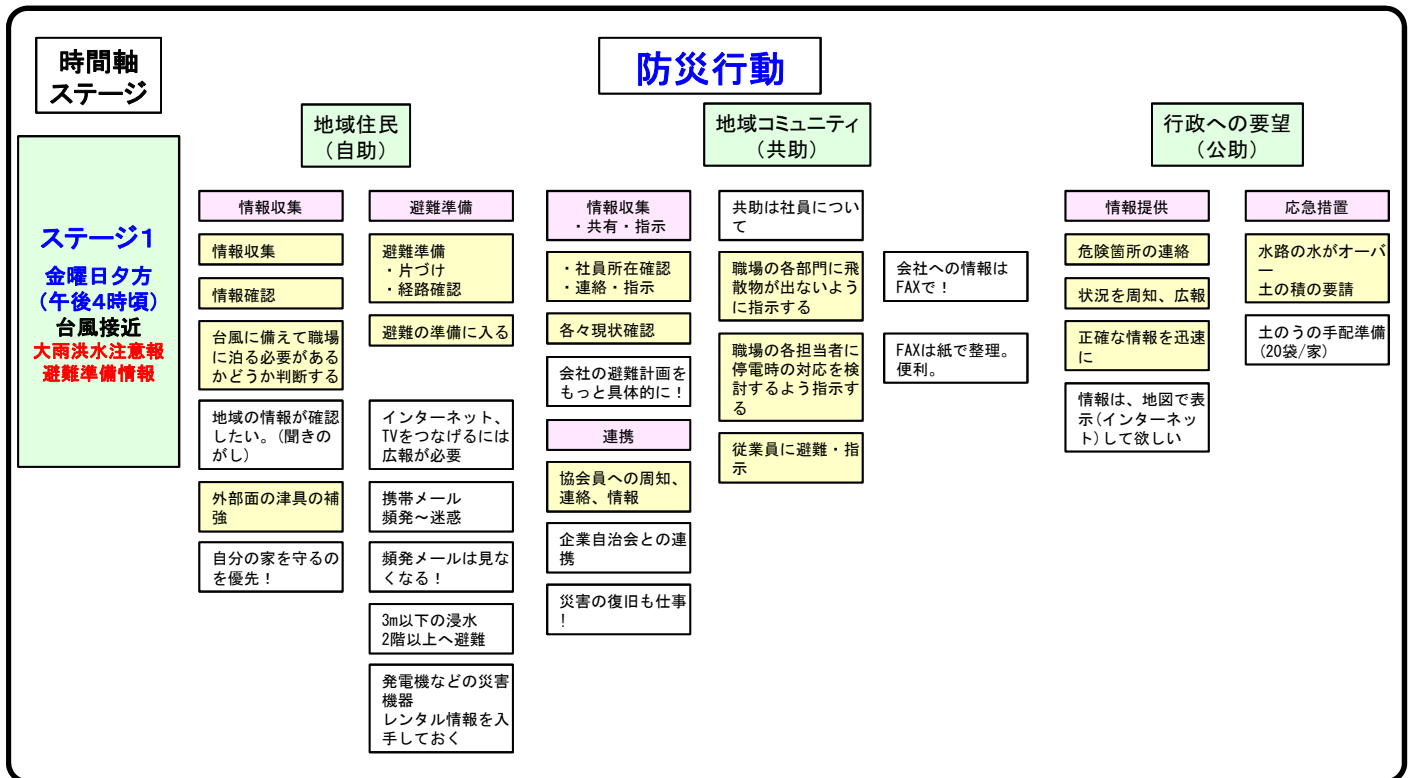 時間軸
ステージ
防災行動
地域住民
（自助）
地域コミュニティ
（共助）
行政への要望
（公助）
ステージ１
金曜日夕方
（午後４時頃）
台風接近
大雨洪水注意報
避難準備情報
情報収集
情報収集
情報確認
台風に備えて職場
に泊る必要がある
かどうか判断する
地域の情報が確認
したい。(聞きの
がし)
外部面の津具の補
強
自分の家を守るの
を優先！
避難準備
避難準備
・片づけ
・経路確認
避難の準備に入る
インターネット、
TVをつなげるには
広報が必要
携帯メール
頻発～迷惑
頻発メールは見な
くなる！
3m以下の浸水
2階以上へ避難
発電機などの災害
機器
レンタル情報を入
手しておく
情報収集
・共有・指示
・社員所在確認
・連絡・指示
各々現状確認
会社の避難計画を
もっと具体的に！
連携
協会員への周知、
連絡、情報
企業自治会との連
携
災害の復旧も仕事
！
共助は社員につい
て
職場の各部門に飛
散物が出ないよう
に指示する
職場の各担当者に
停電時の対応を検
討するよう指示す
る
従業員に避難・指
示
会社への情報は
FAXで！
FAXは紙で整理。
便利。
情報提供
危険箇所の連絡
状況を周知、広報
正確な情報を迅速
に
情報は、地図で表
示(インターネッ
ト)して欲しい
応急措置
水路の水がオーバ
ー
土の積の要請
土のうの手配準備
(20袋/家)